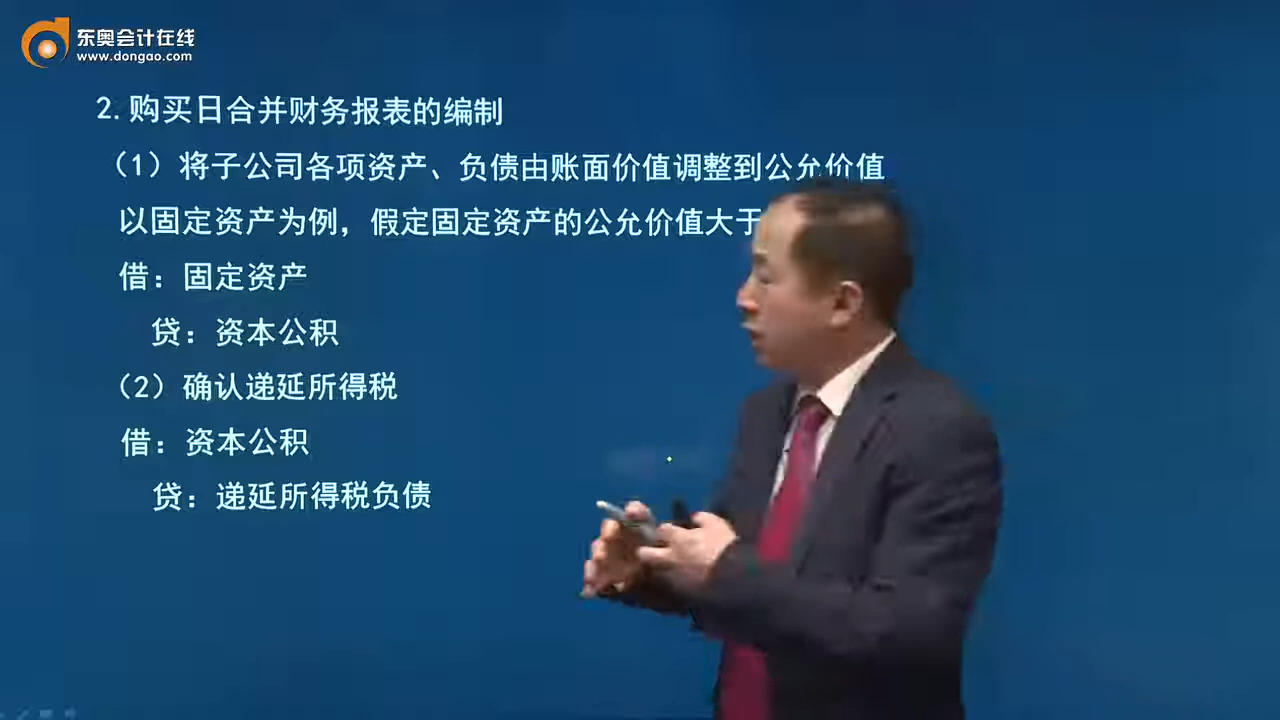 东奥会计在线
www.dongao.com
2.购买日合并财务报表的编制
（1）将子公司各项资产、负债由账面价值调整到公允价值
以固定资产为例，假定固定资产的公允价值大于
借：固定资产
贷：资本公积
（2）确认递延所得税
借：资本公积
贷：递延所得税负债